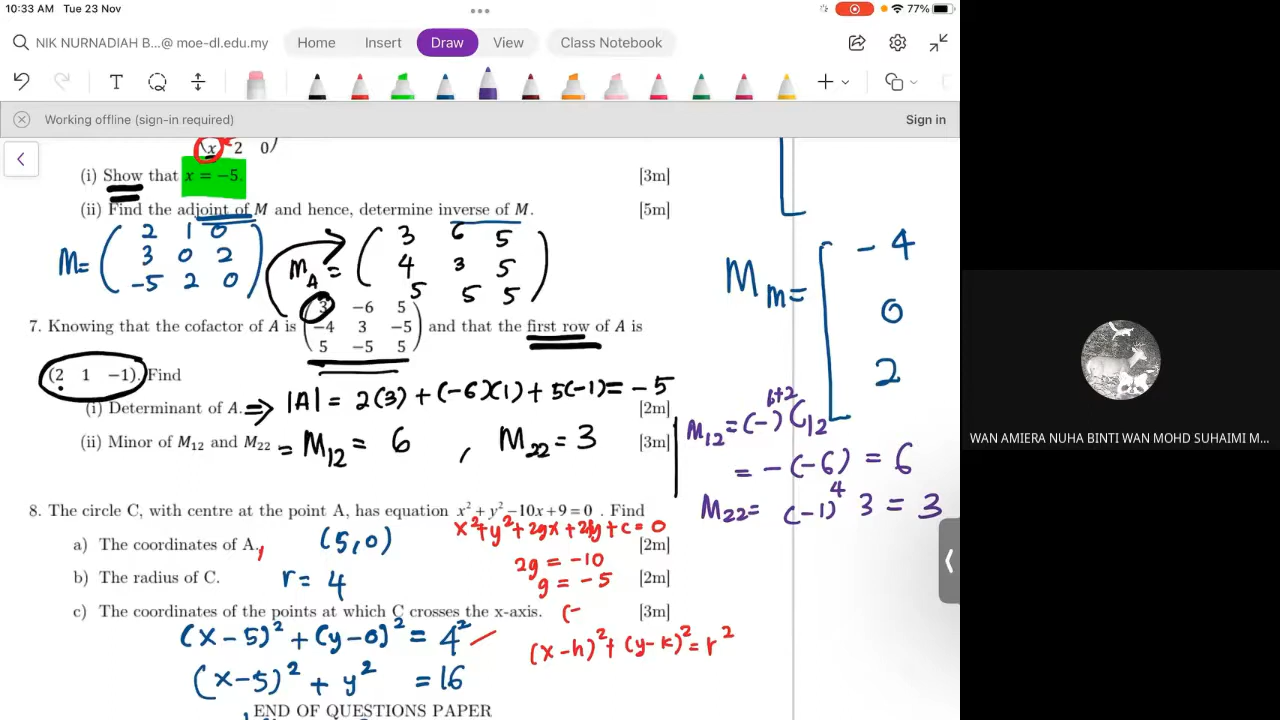 10:33 AM Tue 23 Nov
77%
NIK NURNADIAH B...@ moe-dl.edu.my
Home Insert Draw View Class Notebook
Working offline (sign-in required) Sign in
x 2 0
(i) Show that x = −5. [3m]
(ii) Find the adjoint of M and hence, determine inverse of M. [5m]
M = ( 2 1 0
3 0 2
-5 2 0 )
M_A = ( 3 6 5
4 3 5
5 5 5 )
M_m = [ -4
0
2
7. Knowing that the cofactor of A is ( 3 −6 5
−4 3 −5
5 −5 5 ) and that the first row of A is
(2 1 −1). Find
(i) Determinant of A. ⇒ |A| = 2(3) + (-6)(1) + 5(-1) = -5 [2m]
(ii) Minor of M12 and M22 = M12 = 6 , M22 = 3 [3m]
M12 = (-)^1+2 C12
= -(-6) = 6
M22 = (-1)^4 3 = 3
8. The circle C, with centre at the point A, has equation x² + y² −10x + 9 = 0 . Find
x² + y² + 2gx + 2fy + c = 0
a) The coordinates of A, (5,0) [2m]
2g = -10
b) The radius of C. r = 4 [2m]
g = -5
c) The coordinates of the points at which C crosses the x-axis. [3m]
(x-5)² + (y-0)² = 4²
(x-h)² + (y-k)² = r²
(x-5)² + y² = 16
END OF QUESTIONS PAPER
WAN AMIERA NUHA BINTI WAN MOHD SUHAIMI M...